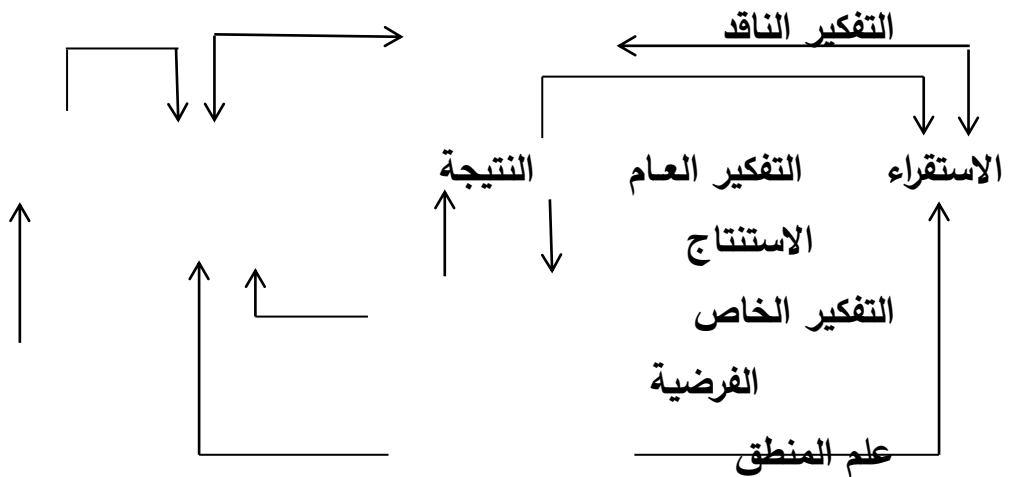 التفكير الناقد
الاستقراء التفكير العام النتيجة
الاستنتاج
التفكير الخاص
الفرضية
علم المنطق